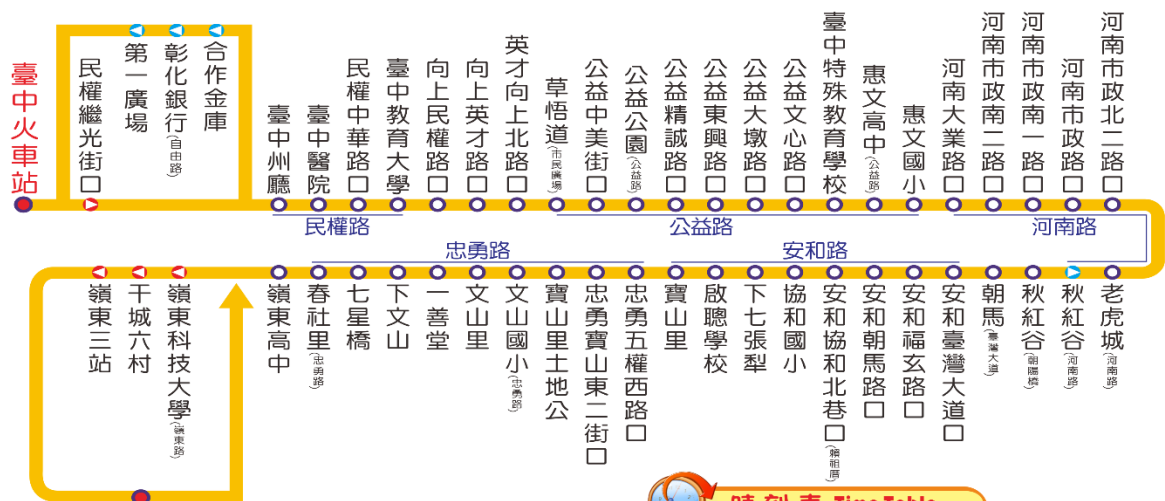 臺中火車站
民權繼光街口
第一廣場
彰化銀行(自由路)
合作金庫
臺中州廳
臺中醫院
民權中華路口
臺中教育大學
向上民權路口
向上英才路口
英才向上北路口
草悟道(市民廣場)
公益中美街口
公益公園(公益路)
公益精誠路口
公益東興路口
公益大墩路口
公益文心路口
臺中特殊教育學校
惠文高中(公益路)
惠文國小
河南大業路口
河南市政南二路口
河南市政南一路口
河南市政路口
河南市政北二路口
民權路
公益路
河南路
忠勇路
安和路
嶺東三站
干城六村
嶺東科技大學(嶺東路)
嶺東高中
春社里(忠勇路)
七星橋
下文山
一善堂
文山里
文山國小(忠勇路)
寶山里土地公
忠勇寶山東二街口
忠勇五權西路口
寶山里
啟聰學校
下七張犁
協和國小
安和協和北巷口(賴祖厝)
安和朝馬路口
安和福玄路口
安和臺灣大道口
朝馬(臺灣大道)
秋紅谷(朝陽橋)
秋紅谷(河南路)
老虎城(河南路)
時刻表 Time Table